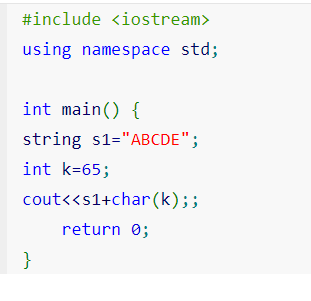 #include <iostream>
using namespace std;
int main() {
string s1="ABCDE";
int k=65;
cout<<s1+char(k);;
return 0;
}